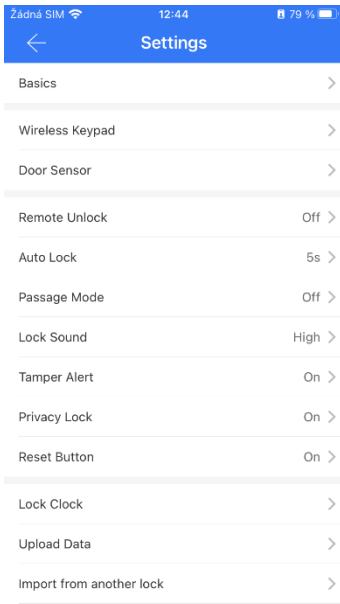 Žádná SIM 12:44 79 %
Settings
Basics
Wireless Keypad
Door Sensor
Remote Unlock Off
Auto Lock 5s
Passage Mode Off
Lock Sound High
Tamper Alert On
Privacy Lock On
Reset Button On
Lock Clock
Upload Data
Import from another lock